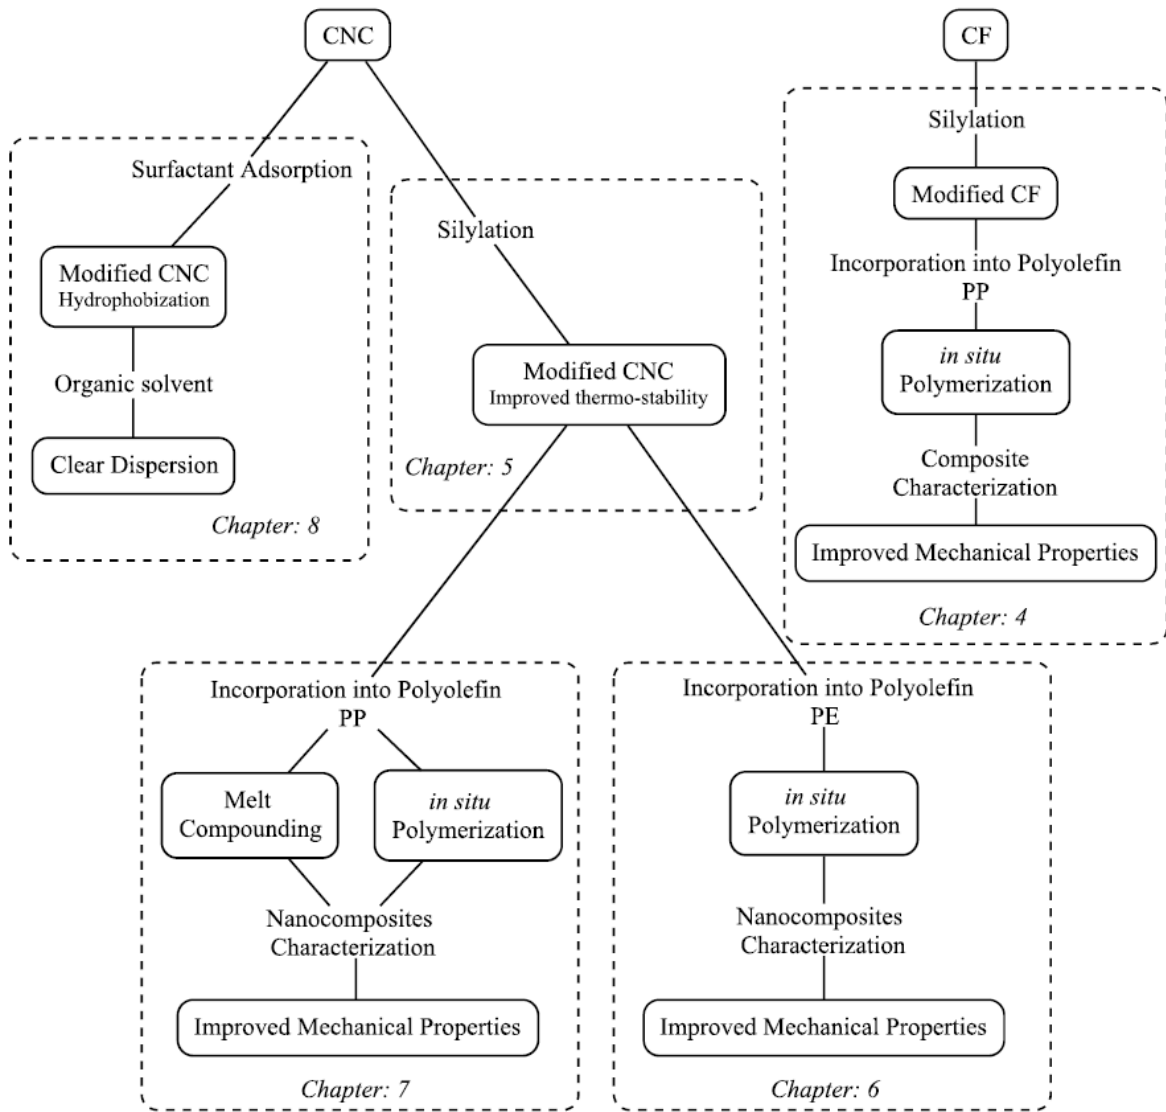 CNC
CF
Surfactant Adsorption
Modified CNC
Hydrophobization
Organic solvent
Clear Dispersion
Chapter: 8
Silylation
Modified CNC
Improved thermo-stability
Chapter: 5
Silylation
Modified CF
Incorporation into Polyolefin
PP
in situ
Polymerization
Composite
Characterization
Improved Mechanical Properties
Chapter: 4
Incorporation into Polyolefin
PP
Melt
Compounding
in situ
Polymerization
Nanocomposites
Characterization
Improved Mechanical Properties
Chapter: 7
Incorporation into Polyolefin
PE
in situ
Polymerization
Nanocomposites
Characterization
Improved Mechanical Properties
Chapter: 6